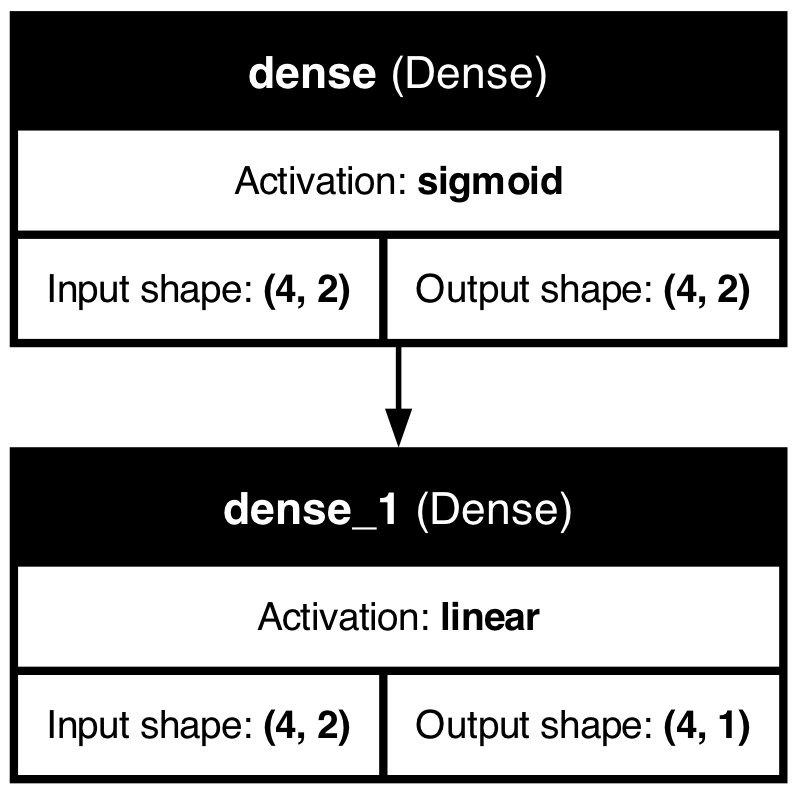 dense (Dense)
Activation: sigmoid
Input shape: (4, 2)
Output shape: (4, 2)
dense_1 (Dense)
Activation: linear
Input shape: (4, 2)
Output shape: (4, 1)